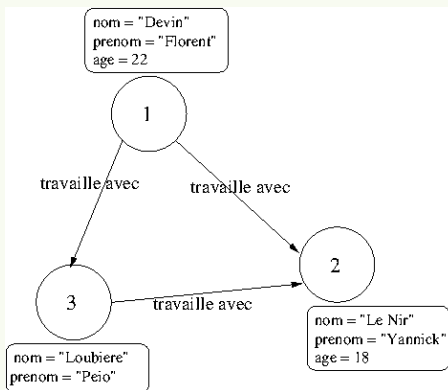 nom = "Devin"
prenom = "Florent"
age = 22
1
travaille avec
travaille avec
2
3
travaille avec
nom = "Le Nir"
prenom = "Yannick"
age = 18
nom = "Loubiere"
prenom = "Peio"